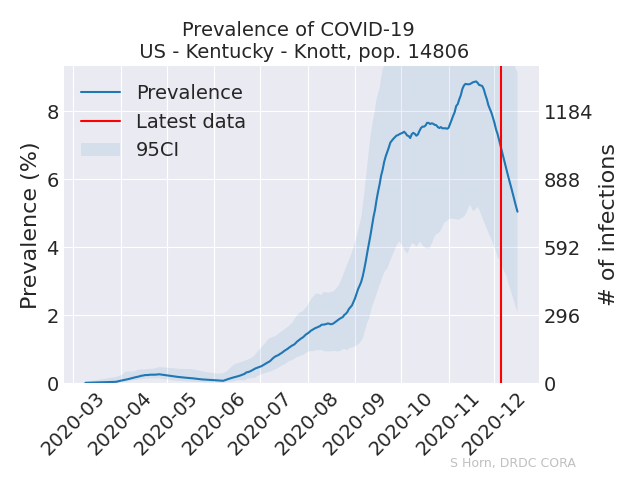 Prevalence of COVID-19
US - Kentucky - Knott, pop. 14806
Prevalence
Latest data
95CI
Prevalence (%)
8
6
4
2
0
1184
888
592
296
0
# of infections
2020-03
2020-04
2020-05
2020-06
2020-07
2020-08
2020-09
2020-10
2020-11
2020-12
S Horn, DRDC CORA